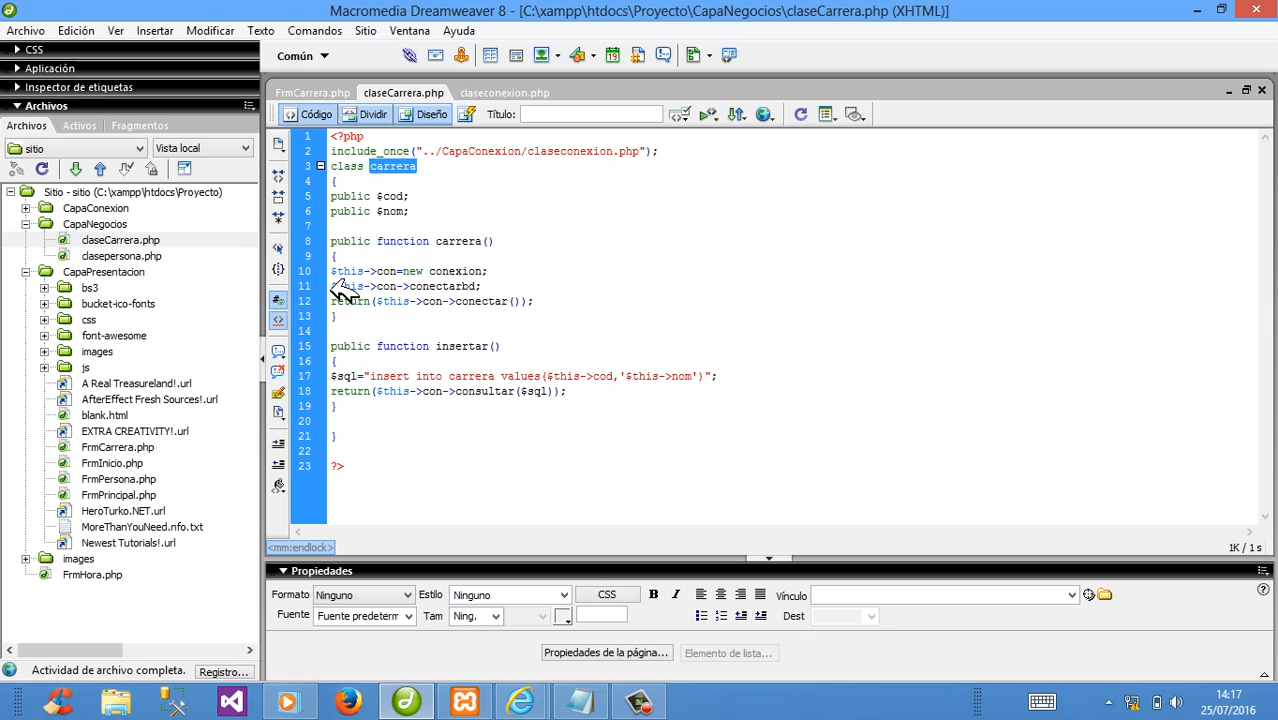 Macromedia Dreamweaver 8 - [C:\xampp\htdocs\Proyecto\CapaNegocios\claseCarrera.php (XHTML)]
Archivo Edición Ver Insertar Modificar Texto Comandos Sitio Ventana Ayuda
CSS
Aplicación
Inspector de etiquetas
Archivos
Archivos Activos Fragmentos
sitio Vista local
Sitio - sitio (C:\xampp\htdocs\Proyecto)
CapaConexion
CapaNegocios
claseCarrera.php
clasepersona.php
CapaPresentacion
bs3
bucket-ico-fonts
css
font-awesome
images
js
A Real Treasureland!.url
AfterEffect Fresh Sources!.url
blank.html
EXTRA CREATIVITY!.url
FrmCarrera.php
FrmInicio.php
FrmPersona.php
FrmPrincipal.php
HeroTurko.NET.url
MoreThanYouNeed.nfo.txt
Newest Tutorials!.url
images
FrmHora.php
Actividad de archivo completa. Registro...
Común
FrmCarrera.php claseCarrera.php claseconexion.php
Código Dividir Diseño Título:
1 <?php
2 include_once("../CapaConexion/claseconexion.php");
3 class carrera
4 {
5 public $cod;
6 public $nom;
7
8 public function carrera()
9 {
10 $this->con=new conexion;
11 this->con->conectarbd;
12 return($this->con->conectar());
13 }
14
15 public function insertar()
16 {
17 $sql="insert into carrera values($this->cod,'$this->nom')";
18 return($this->con->consultar($sql));
19 }
20
21 }
22
23 ?>
<mm:endlock> 1K / 1 s
Propiedades
Formato Ninguno Estilo Ninguno CSS B I Vínculo
Fuente Fuente predeterm Tam Ning. Dest
Propiedades de la página... Elemento de lista...
14:17
25/07/2016